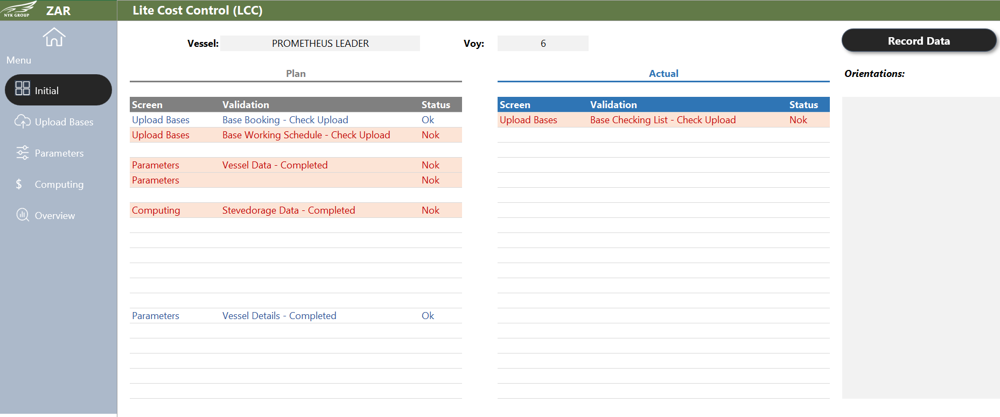 NYK GROUP
ZAR
Lite Cost Control (LCC)
Menu
Initial
Upload Bases
Parameters
$ Computing
Overview
Vessel: PROMETHEUS LEADER Voy: 6
Record Data
Plan
Screen Validation Status
Upload Bases Base Booking - Check Upload Ok
Upload Bases Base Working Schedule - Check Upload Nok
Parameters Vessel Data - Completed Nok
Parameters Nok
Computing Stevedorage Data - Completed Nok
Parameters Vessel Details - Completed Ok
Actual
Screen Validation Status
Upload Bases Base Checking List - Check Upload Nok
Orientations: